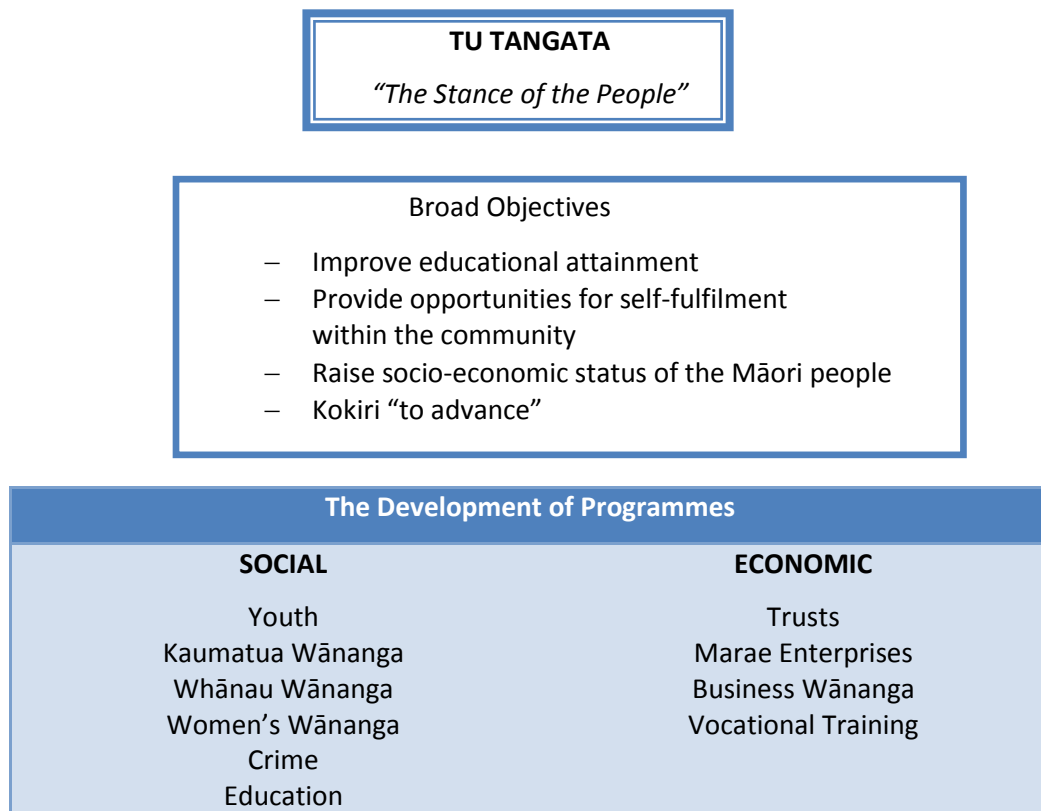 TU TANGATA
“The Stance of the People”
Broad Objectives
– Improve educational attainment
– Provide opportunities for self-fulfilment
within the community
– Raise socio-economic status of the Māori people
– Kokiri “to advance”
The Development of Programmes
SOCIAL
Youth
Kaumatua Wānanga
Whānau Wānanga
Women’s Wānanga
Crime
Education
ECONOMIC
Trusts
Marae Enterprises
Business Wānanga
Vocational Training